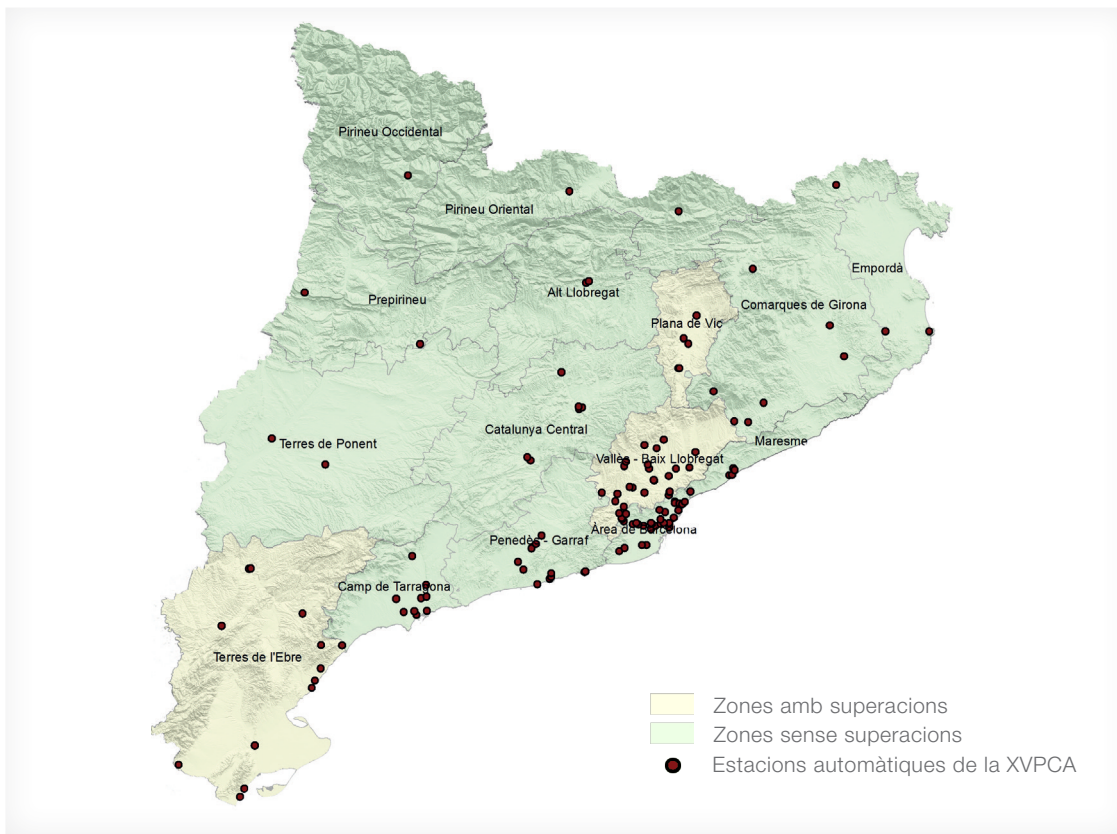 Pirineu Occidental
Pirineu Oriental
Empordà
Prepirineu
Alt Llobregat
Comarques de Girona
Plana de Vic
Catalunya Central
Terres de Ponent
Maresme
Vallès - Baix Llobregat
Àrea de Barcelona
Penedès - Garraf
Camp de Tarragona
Terres de l'Ebre
Zones amb superacions
Zones sense superacions
Estacions automàtiques de la XVPCA